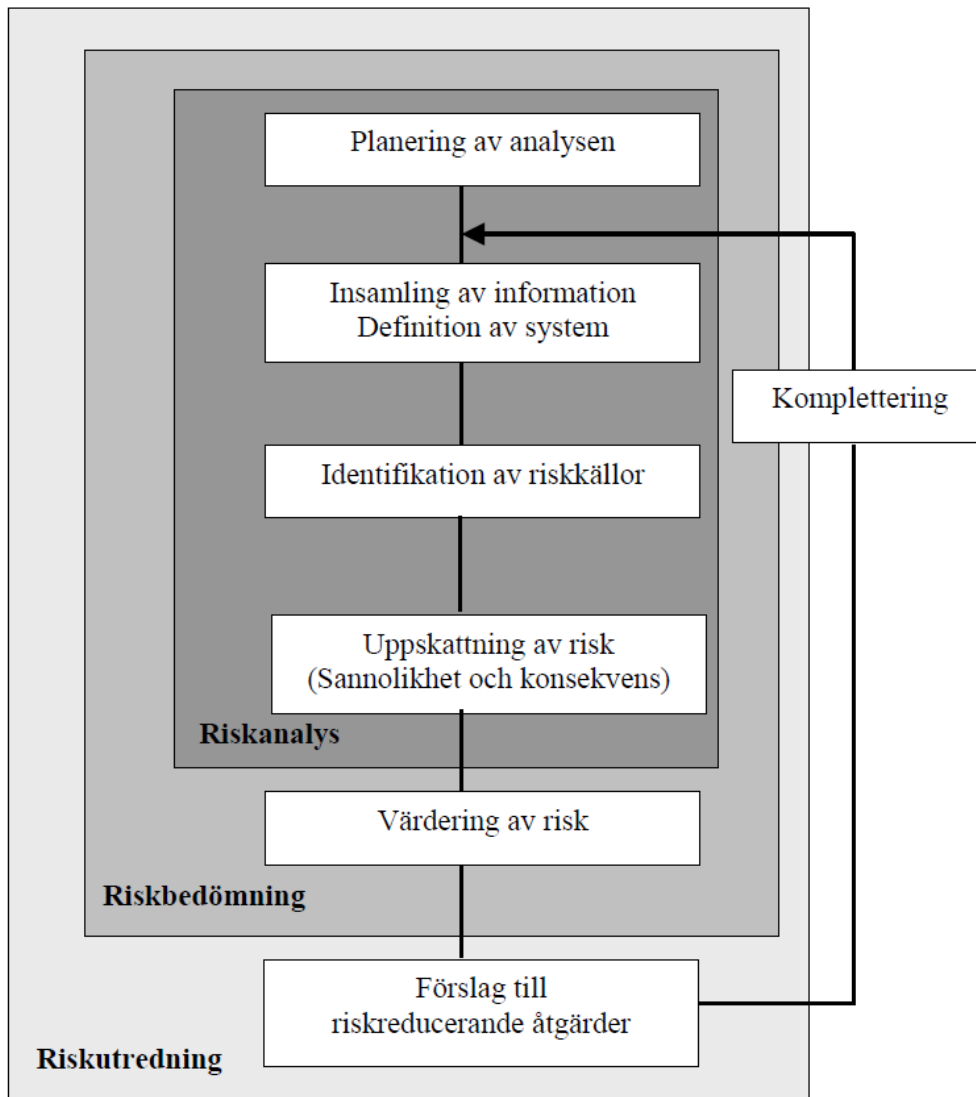 Planering av analysen
Insamling av information
Definition av system
Komplettering
Identifikation av riskkällor
Uppskattning av risk
(Sannolikhet och konsekvens)
Riskanalys
Värdering av risk
Riskbedömning
Förslag till
riskreducerande åtgärder
Riskutredning